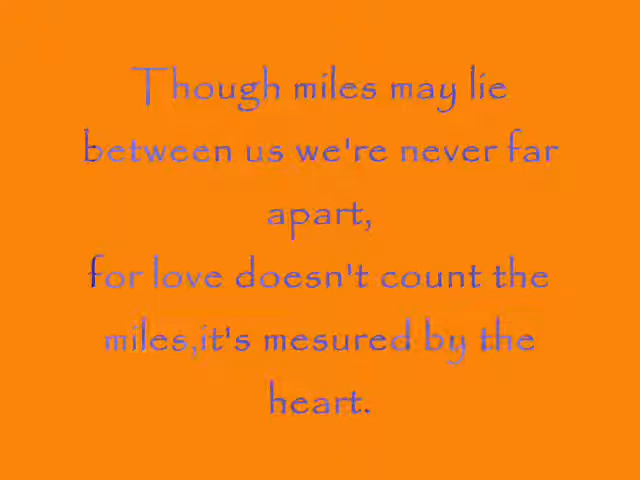 Though miles may lie
between us we're never far
apart,
for love doesn't count the
miles,it's mesured by the
heart.